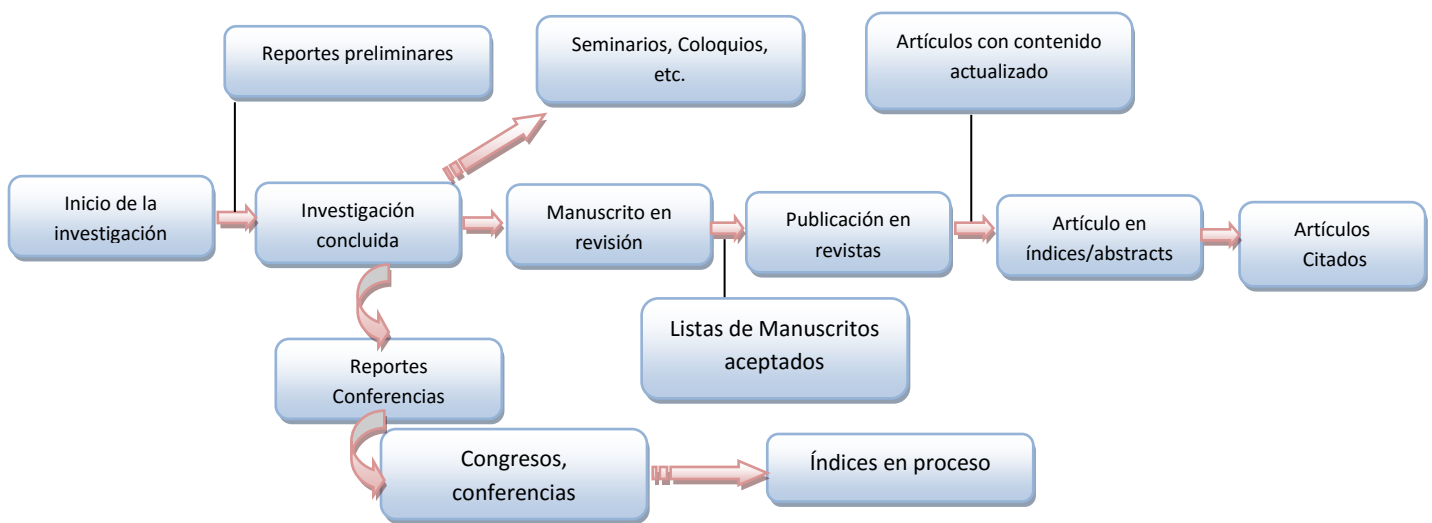 Reportes preliminares
Seminarios, Coloquios,
etc.
Artículos con contenido
actualizado
Inicio de la
investigación
Investigación
concluida
Manuscrito en
revisión
Publicación en
revistas
Artículo en
índices/abstracts
Artículos
Citados
Listas de Manuscritos
aceptados
Reportes
Conferencias
Congresos,
conferencias
Índices en proceso